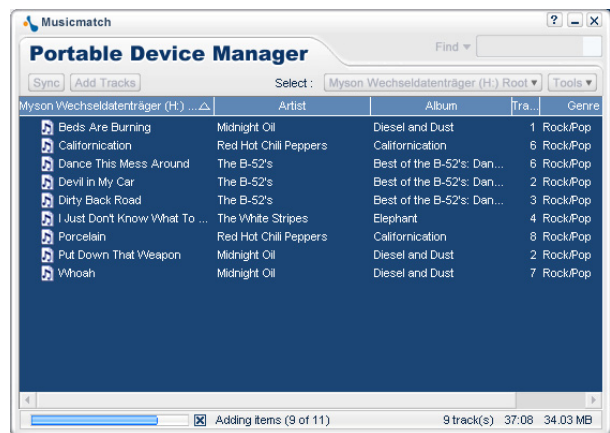 Musicmatch
Portable Device Manager
Find
Sync Add Tracks Select : Myson Wechseldatenträger (H:) Root Tools
Myson Wechseldatenträger (H:) ... Artist Album Tra... Genre
Beds Are Burning Midnight Oil Diesel and Dust 1 Rock/Pop
Californication Red Hot Chili Peppers Californication 6 Rock/Pop
Dance This Mess Around The B-52's Best of the B-52's: Dan... 6 Rock/Pop
Devil in My Car The B-52's Best of the B-52's: Dan... 2 Rock/Pop
Dirty Back Road The B-52's Best of the B-52's: Dan... 3 Rock/Pop
I Just Don't Know What To ... The White Stripes Elephant 4 Rock/Pop
Porcelain Red Hot Chili Peppers Californication 8 Rock/Pop
Put Down That Weapon Midnight Oil Diesel and Dust 2 Rock/Pop
Whoah Midnight Oil Diesel and Dust 7 Rock/Pop
Adding items (9 of 11) 9 track(s) 37:08 34.03 MB